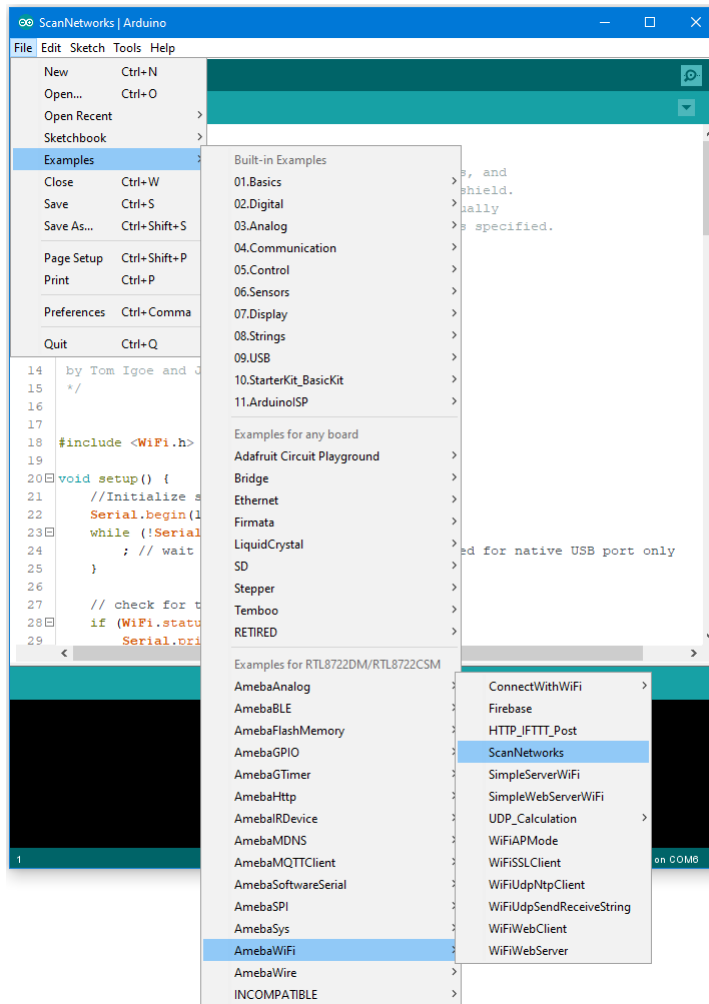 ScanNetworks | Arduino
File Edit Sketch Tools Help
New Ctrl+N
Open... Ctrl+O
Open Recent
Sketchbook
Examples
Close Ctrl+W
Save Ctrl+S
Save As... Ctrl+Shift+S
Page Setup Ctrl+Shift+P
Print Ctrl+P
Preferences Ctrl+Comma
Quit Ctrl+Q
Built-in Examples
01.Basics
02.Digital
03.Analog
04.Communication
05.Control
06.Sensors
07.Display
08.Strings
09.USB
10.StarterKit_BasicKit
11.ArduinoISP
Examples for any board
Adafruit Circuit Playground
Bridge
Ethernet
Firmata
LiquidCrystal
SD
Stepper
Temboo
RETIRED
Examples for RTL8722DM/RTL8722CSM
AmebaAnalog
AmebaBLE
AmebaFlashMemory
AmebaGPIO
AmebaGTimer
AmebaHttp
AmebaIRDevice
AmebaMDNS
AmebaMQTTClient
AmebaSoftwareSerial
AmebaSPI
AmebaSys
AmebaWiFi
AmebaWire
INCOMPATIBLE
ConnectWithWiFi
Firebase
HTTP_IFTTT_Post
ScanNetworks
SimpleServerWiFi
SimpleWebServerWiFi
UDP_Calculation
WiFiAPMode
WiFiSSLClient
WiFiUdpNtpClient
WiFiUdpSendReceiveString
WiFiWebClient
WiFiWebServer
, and
shield.
ually
s specified.
14 by Tom Igoe and J
15 */
16
17
18 #include <WiFi.h>
19
20 void setup() {
21 //Initialize s
22 Serial.begin(1
23 while (!Serial
24 ; // wait ed for native USB port only
25 }
26
27 // check for t
28 if (WiFi.statu
29 Serial.pri
1 on COM6